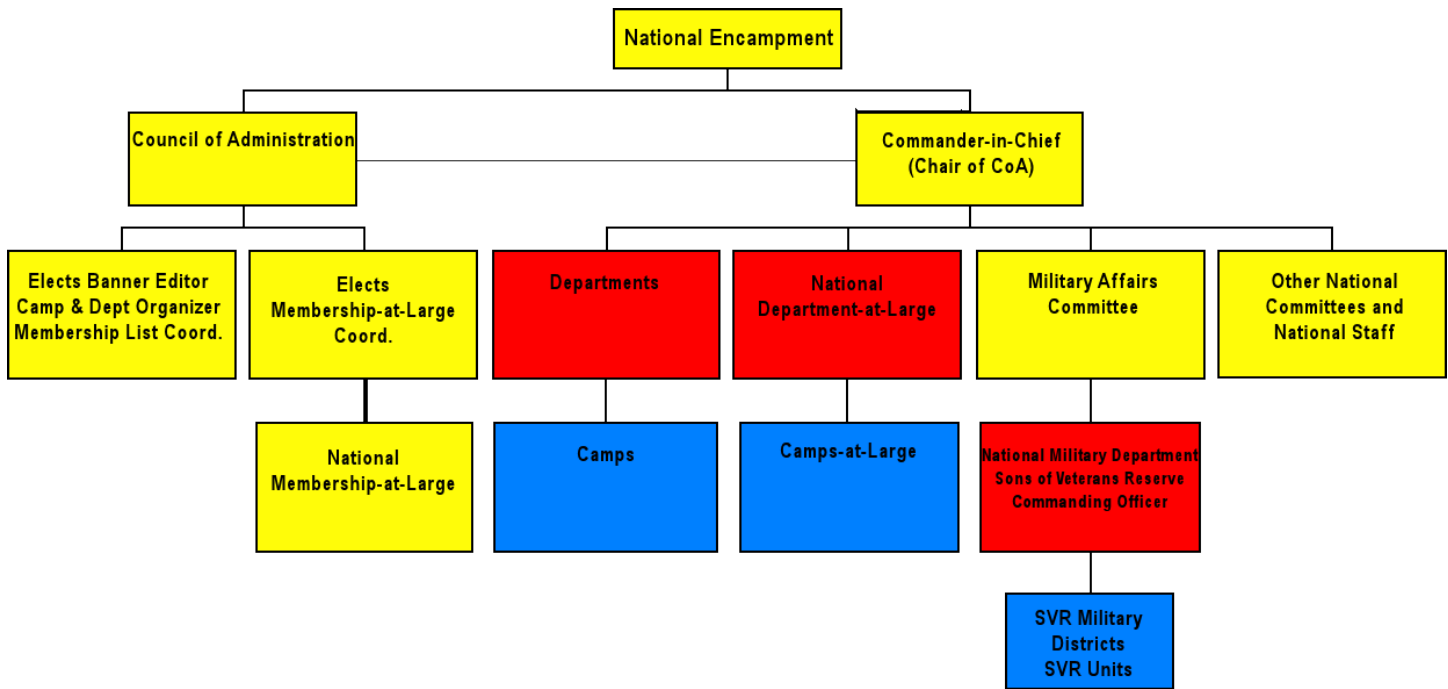 National Encampment
Council of Administration
Commander-in-Chief
(Chair of CoA)
Elects Banner Editor
Camp & Dept Organizer
Membership List Coord.
Elects
Membership-at-Large
Coord.
Departments
National
Department-at-Large
Military Affairs
Committee
Other National
Committees and
National Staff
National
Membership-at-Large
Camps
Camps-at-Large
National Military Department
Sons of Veterans Reserve
Commanding Officer
SVR Military
Districts
SVR Units